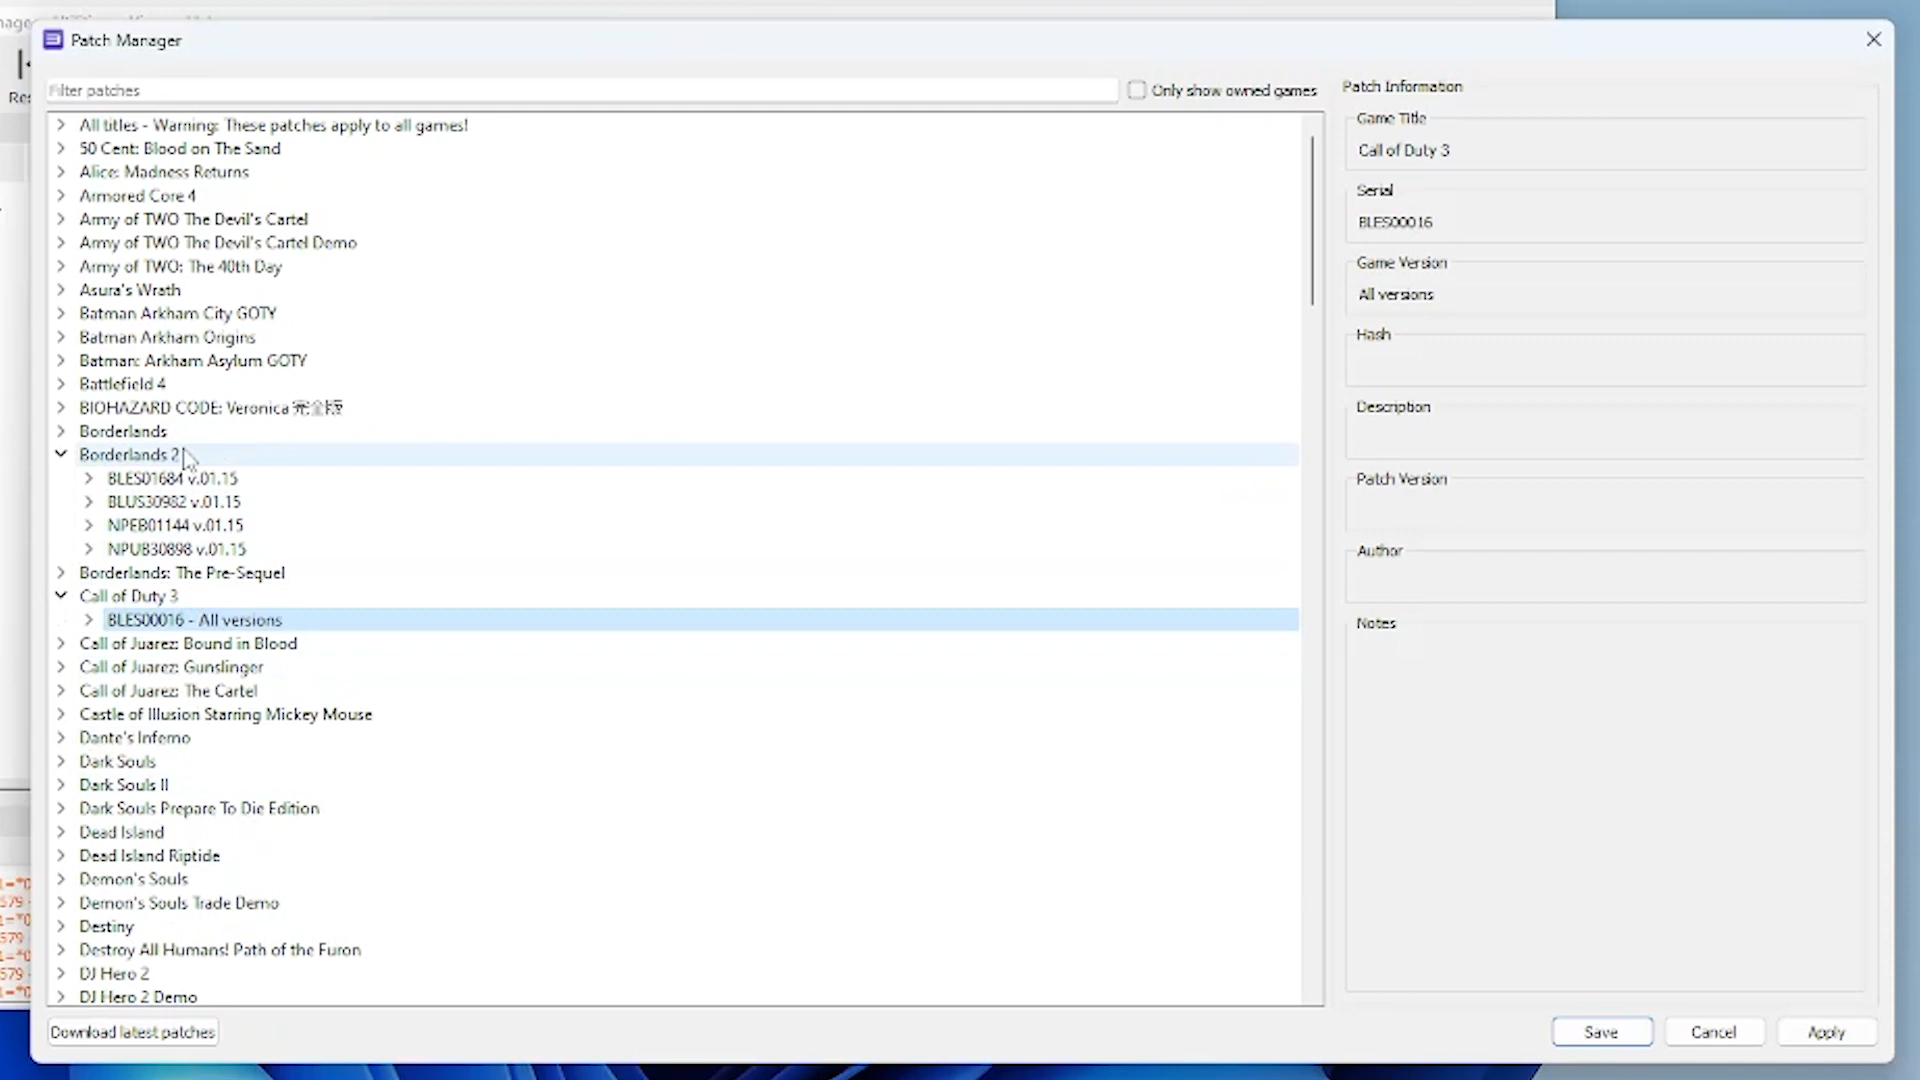 Patch Manager
Filter patches
Only show owned games
All titles - Warning: These patches apply to all games!
50 Cent: Blood on The Sand
Alice: Madness Returns
Armored Core 4
Army of TWO The Devil's Cartel
Army of TWO The Devil's Cartel Demo
Army of TWO: The 40th Day
Asura's Wrath
Batman Arkham City GOTY
Batman Arkham Origins
Batman: Arkham Asylum GOTY
Battlefield 4
BIOHAZARD CODE: Veronica 完全版
Borderlands
Borderlands 2
BLES01684 v.01.15
BLUS30982 v.01.15
NPEB01144 v.01.15
NPUB30898 v.01.15
Borderlands: The Pre-Sequel
Call of Duty 3
BLES00016 - All versions
Call of Juarez: Bound in Blood
Call of Juarez: Gunslinger
Call of Juarez: The Cartel
Castle of Illusion Starring Mickey Mouse
Dante's Inferno
Dark Souls
Dark Souls II
Dark Souls Prepare To Die Edition
Dead Island
Dead Island Riptide
Demon's Souls
Demon's Souls Trade Demo
Destiny
Destroy All Humans! Path of the Furon
DJ Hero 2
DJ Hero 2 Demo
Download latest patches
Patch Information
Game Title
Call of Duty 3
Serial
BLES00016
Game Version
All versions
Hash
Description
Patch Version
Author
Notes
Save
Cancel
Apply